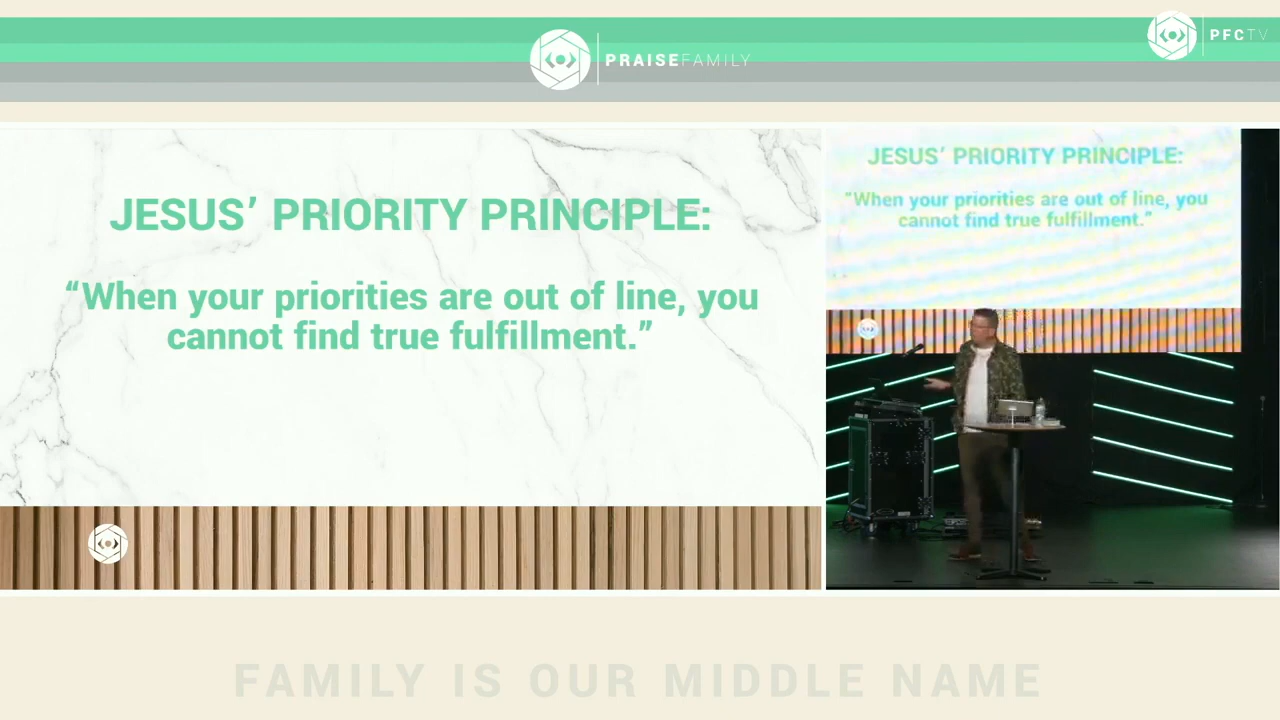 PRAISEFAMILY
PFCTV
JESUS’ PRIORITY PRINCIPLE:
“When your priorities are out of line, you
cannot find true fulfillment.”
JESUS’ PRIORITY PRINCIPLE:
“When your priorities are out of line, you
cannot find true fulfillment.”
FAMILY IS OUR MIDDLE NAME